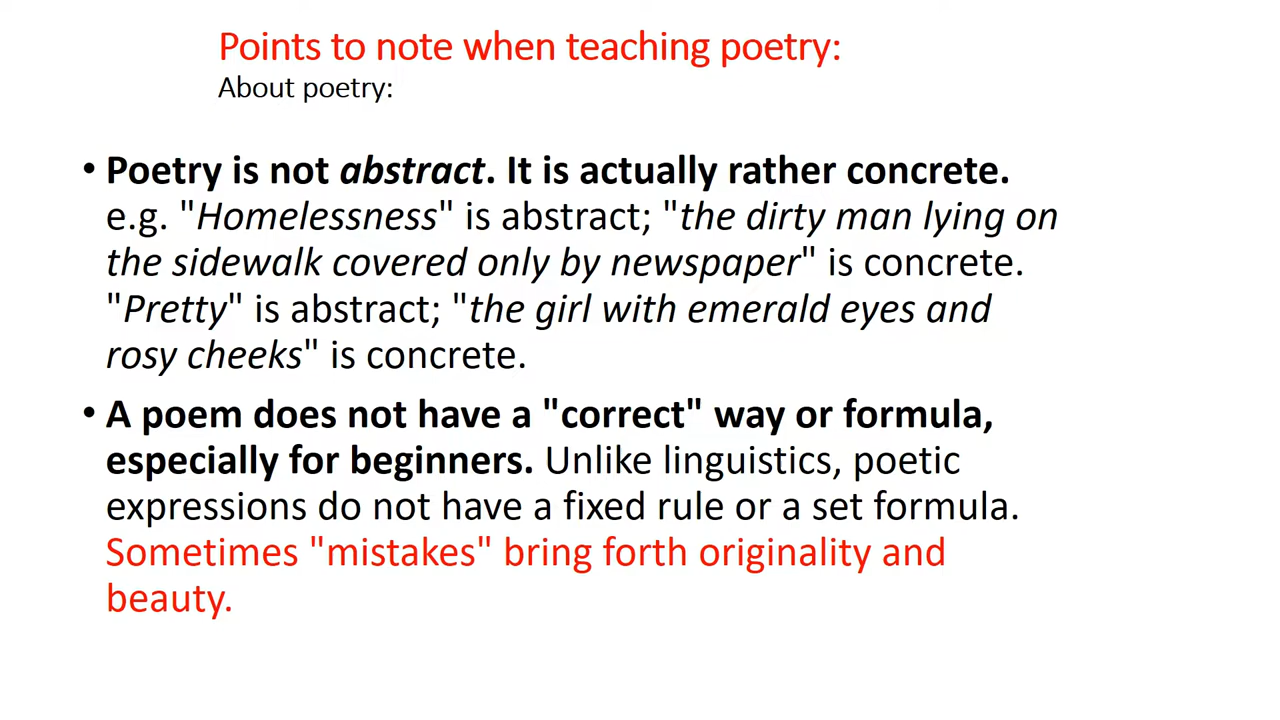 Points to note when teaching poetry:
About poetry:
• Poetry is not abstract. It is actually rather concrete.
e.g. "Homelessness" is abstract; "the dirty man lying on
the sidewalk covered only by newspaper" is concrete.
"Pretty" is abstract; "the girl with emerald eyes and
rosy cheeks" is concrete.
• A poem does not have a "correct" way or formula,
especially for beginners. Unlike linguistics, poetic
expressions do not have a fixed rule or a set formula.
Sometimes "mistakes" bring forth originality and
beauty.